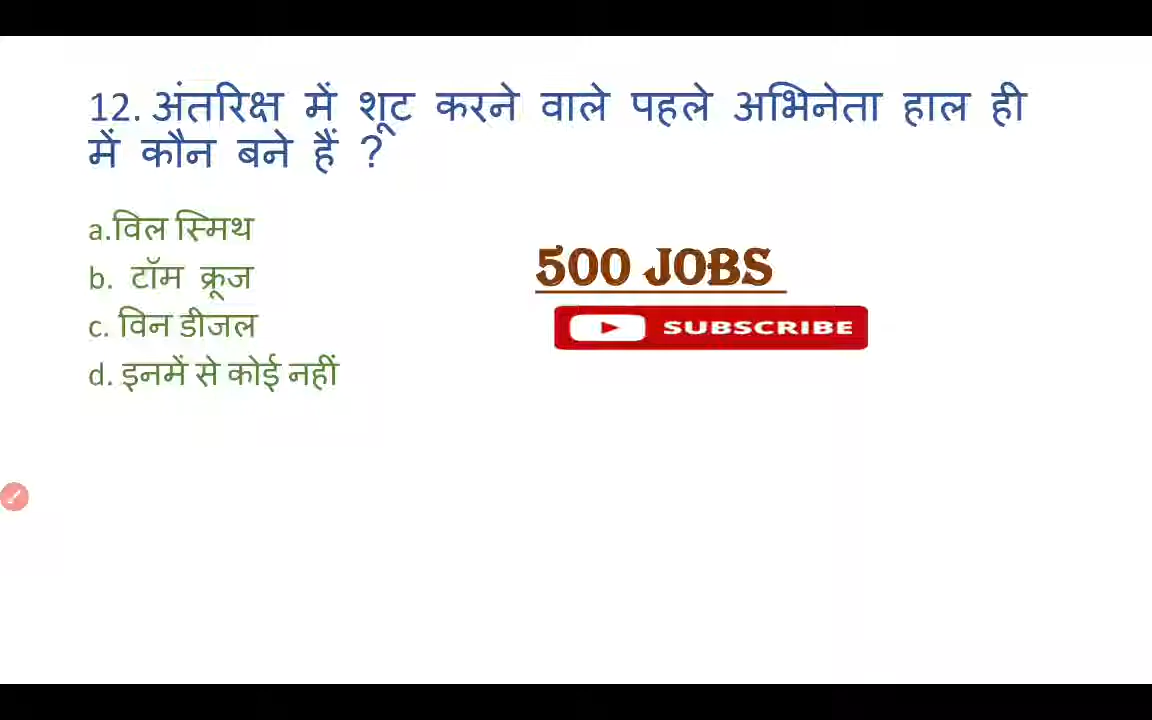 12. अंतरिक्ष में शूट करने वाले पहले अभिनेता हाल ही
में कौन बने हैं ?
a.विल स्मिथ
b. टॉम क्रूज
c. विन डीजल
d. इनमें से कोई नहीं
500 JOBS
SUBSCRIBE